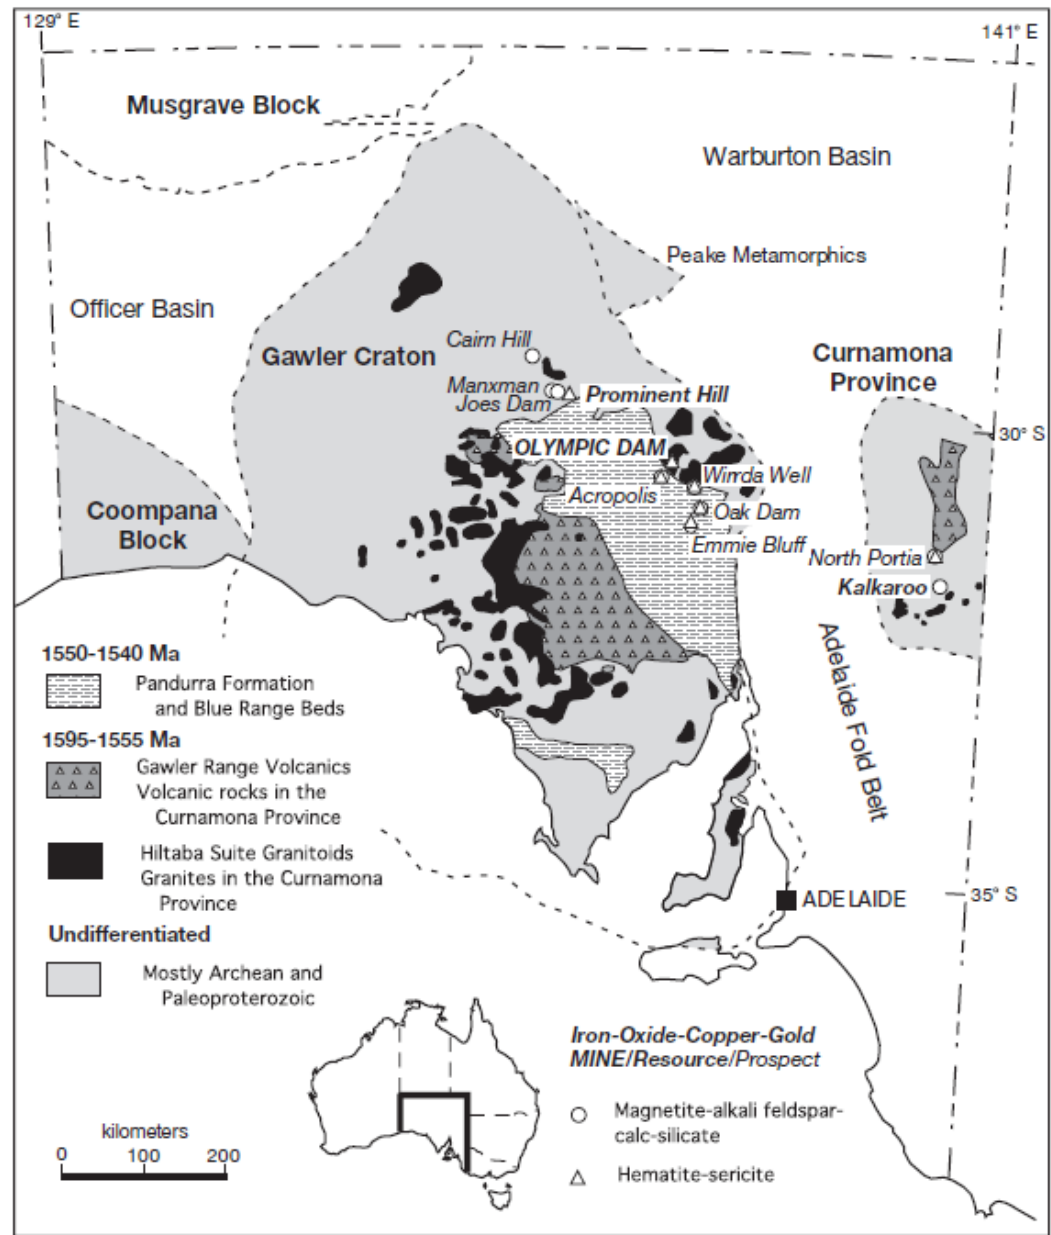 129° E
141° E
Musgrave Block
Warburton Basin
Peake Metamorphics
Officer Basin
Cairn Hill
Gawler Craton
Curnamona
Province
Manxman
Joes Dam
Prominent Hill
30° S
OLYMPIC DAM
Wirrda Well
Acropolis
Coompana
Block
Oak Dam
Emmie Bluff
North Portia
Kalkaroo
Adelaide Fold Belt
1550-1540 Ma
Pandurra Formation
and Blue Range Beds
1595-1555 Ma
Gawler Range Volcanics
Volcanic rocks in the
Curnamona Province
Hiltaba Suite Granitoids
Granites in the Curnamona
Province
ADELAIDE
35° S
Undifferentiated
Mostly Archean and
Paleoproterozoic
Iron-Oxide-Copper-Gold
MINE/Resource/Prospect
Magnetite-alkali feldspar-
calc-silicate
Hematite-sericite
kilometers
0 100 200